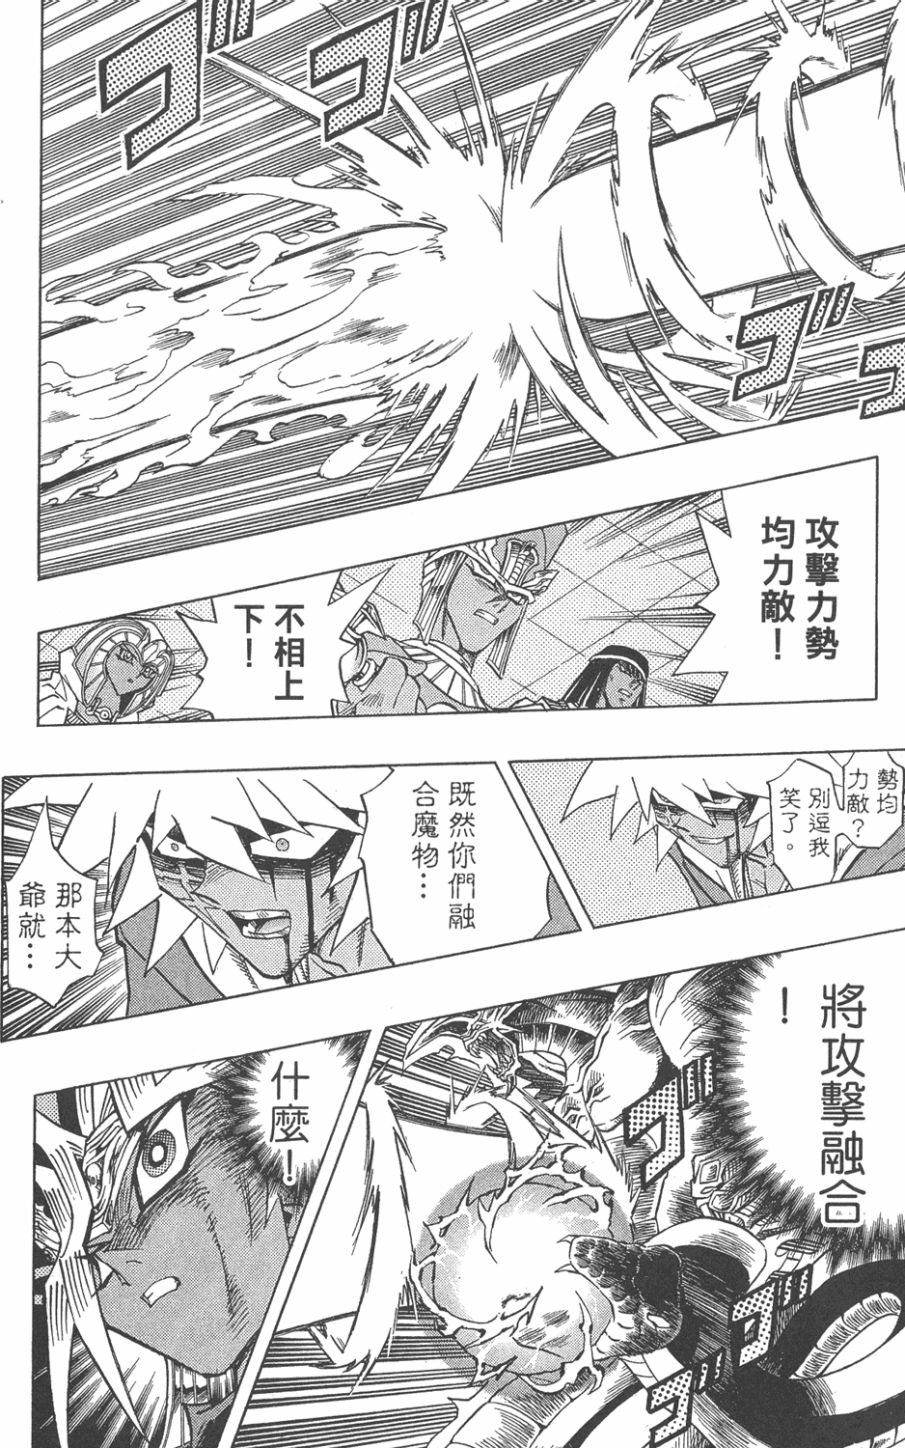 ゴ
ゴ
ゴ
ゴ
攻擊力勢
均力敵！
不相上
下！
勢均
力敵？
別逗我
笑了。
既然你們融
合魔物…
那本大
爺就…
將攻擊融合
！
ゴ
ゴ
ゴ
什麼！